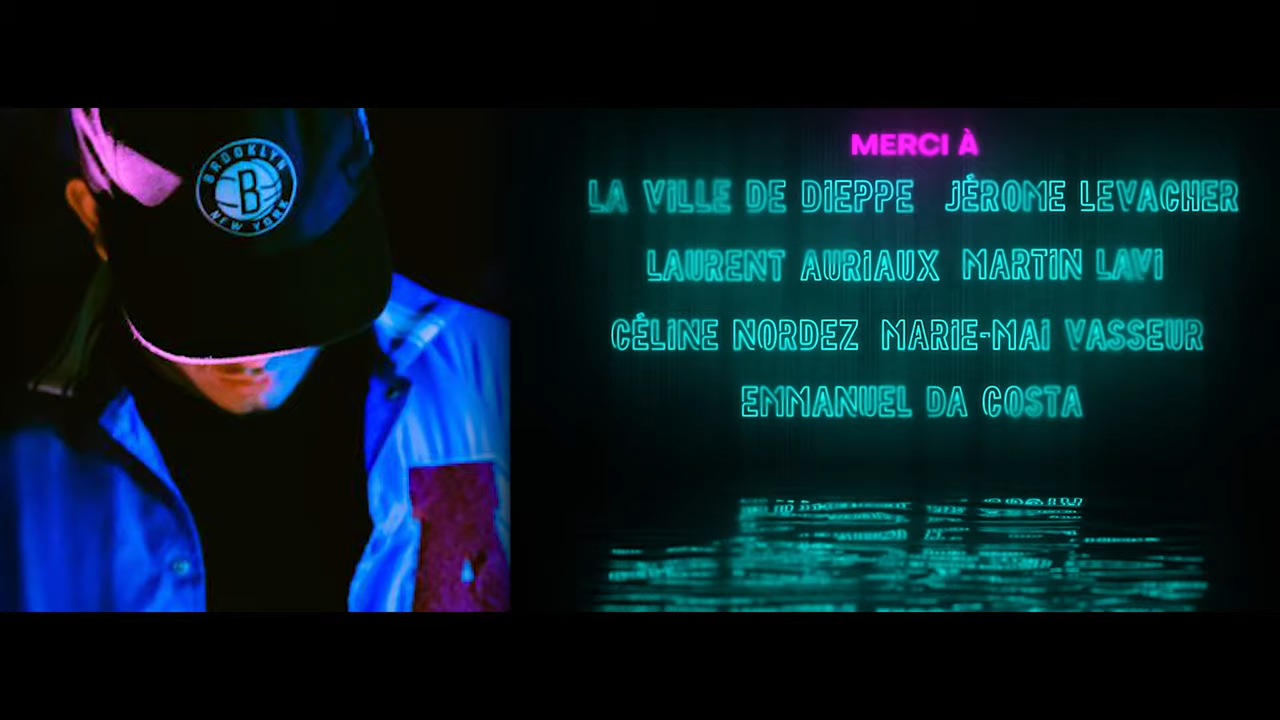 BROOKLYN
B
NEW YORK
MERCI À
LA VILLE DE DIEPPE JÉROME LEVACHER
LAURENT AURIAUX MARTIN LAVI
CÉLINE NORDEZ MARIE-MAI VASSEUR
EMMANUEL DA COSTA